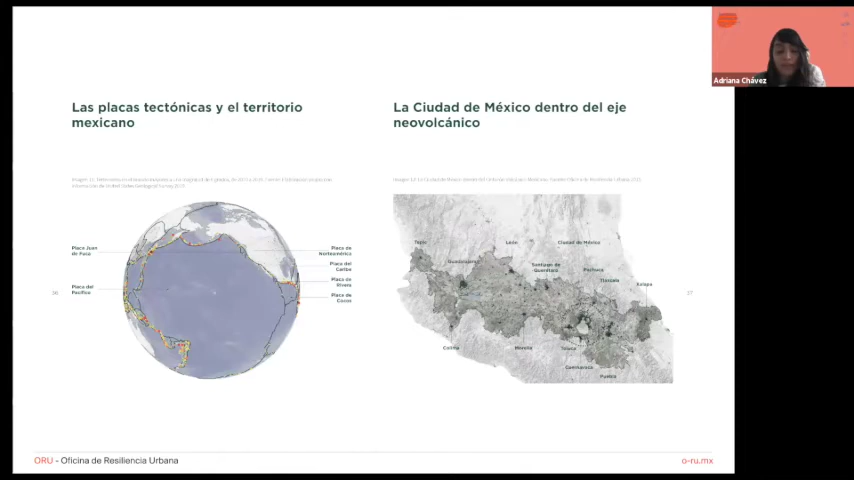 Adriana Chávez
Las placas tectónicas y el territorio
mexicano
La Ciudad de México dentro del eje
neovolcánico
Placa Juan
de Fuca
Placa del
Pacífico
Placa de
Norteamérica
Placa del
Caribe
Placa de
Rivera
Placa de
Cocos
36
Tepic
León
Ciudad de México
Guadalajara
Santiago de
Querétaro
Pachuca
Tlaxcala
Xalapa
Colima
Morelia
Toluca
Cuernavaca
Puebla
37
ORU - Oficina de Resiliencia Urbana
o-ru.mx